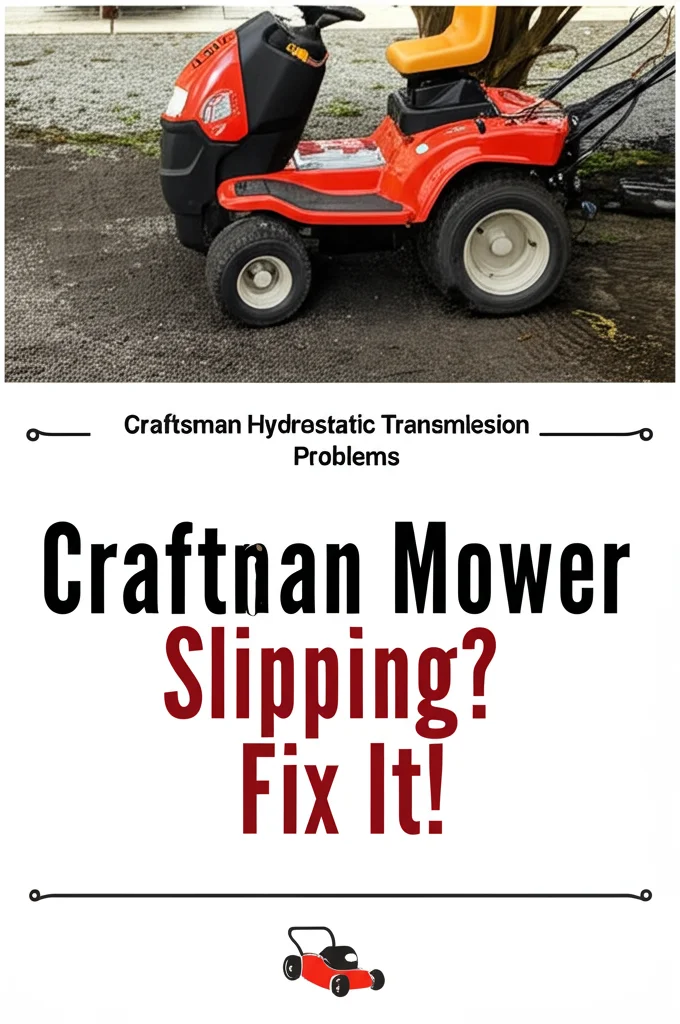 Craftsman Hydrestatic Transmlesion
Problems
Craftnan Mower
Slipping?
Fix It!